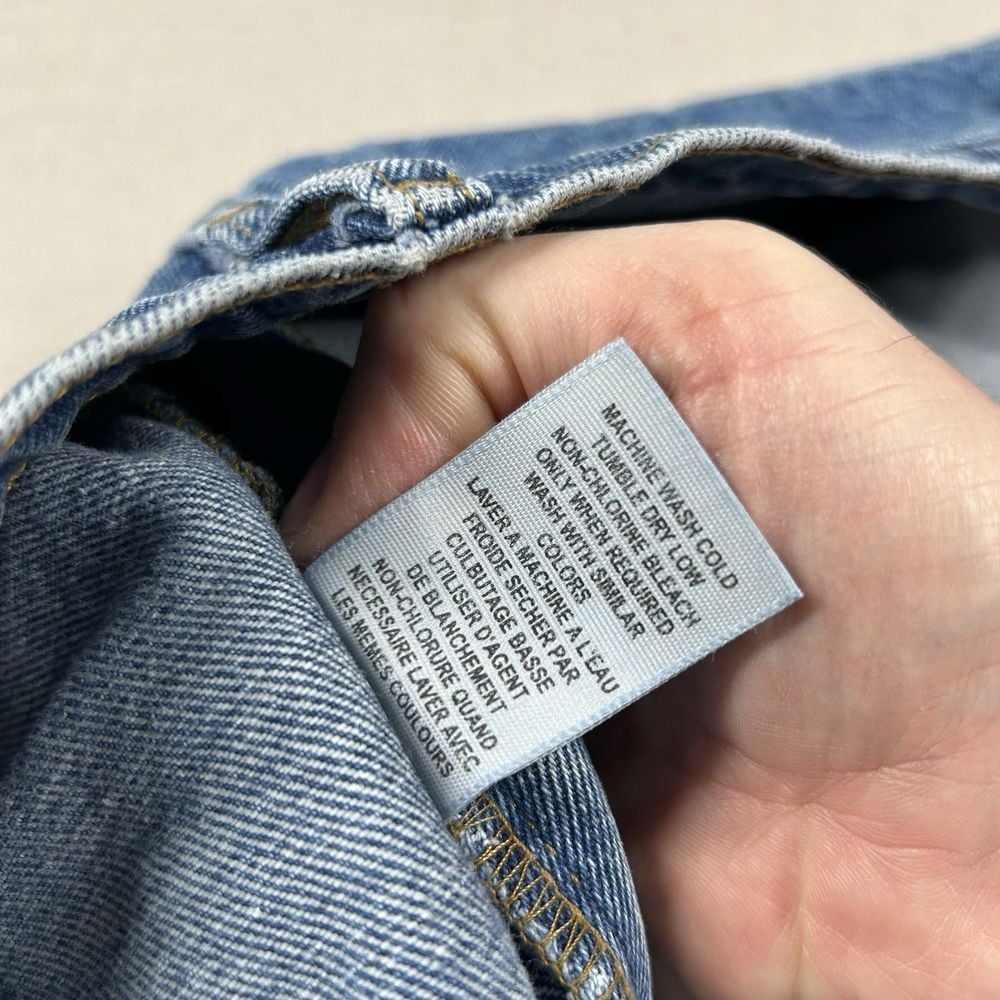 MACHINE WASH COLD
TUMBLE DRY LOW
NON-CHLORINE BLEACH
ONLY WHEN REQUIRED
WASH WITH SIMILAR
COLORS
LAVER A MACHINE A L'EAU
FROIDE SECHER PAR
CULBUTAGE BASSE
UTILISER D'AGENT
DE BLANCHEMENT
NON-CHLORURE QUAND
NECESSAIRE LAVER AVEC
LES MEMES COULOURS